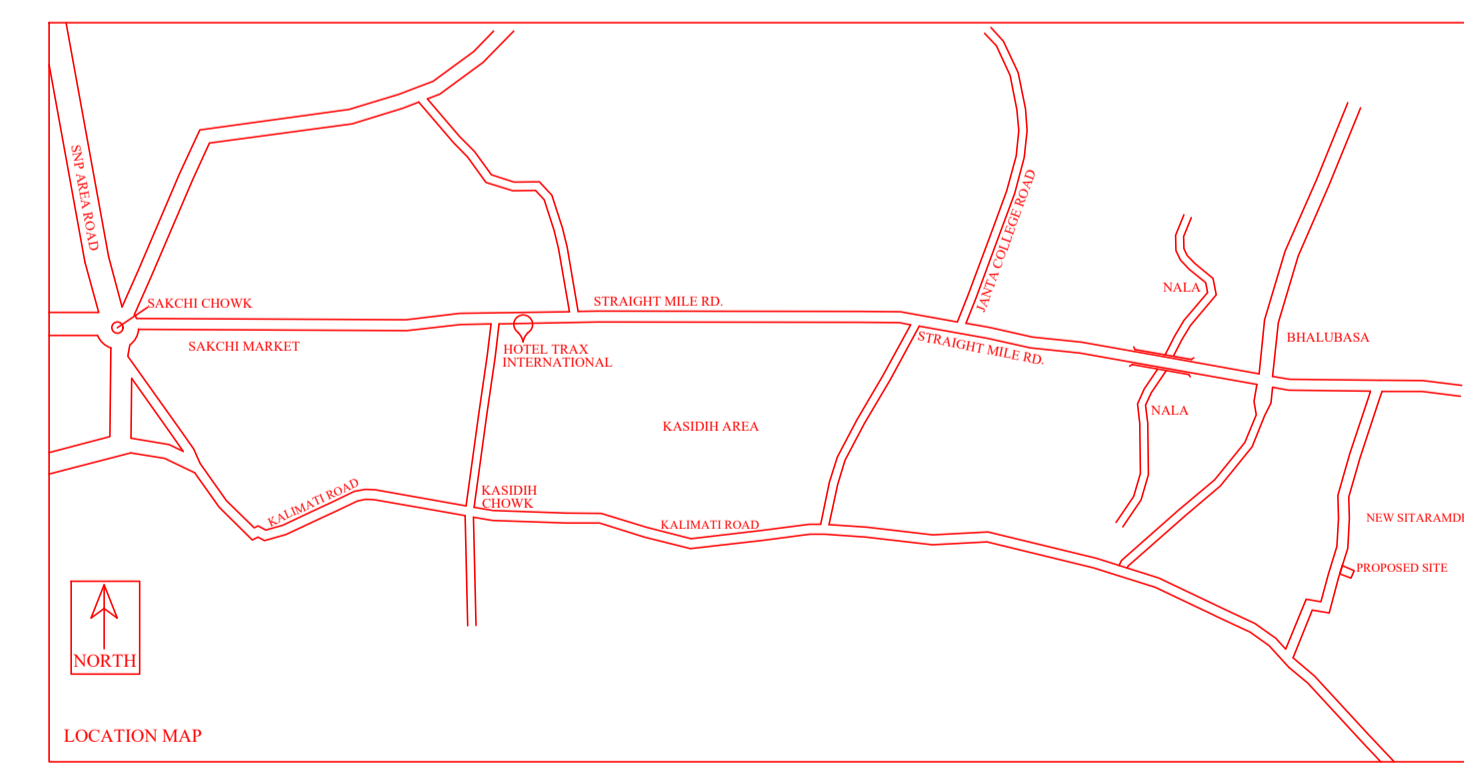 SNP AREA ROAD
SAKCHI CHOWK
SAKCHI MARKET
STRAIGHT MILE RD.
HOTEL TRAX
INTERNATIONAL
JANTA COLLEGE ROAD
STRAIGHT MILE RD.
NALA
BHALUBASA
NALA
KASIDIH AREA
KASIDIH
CHOWK
KALIMATI ROAD
KALIMATI ROAD
NEW SITARAMDE
PROPOSED SITE
NORTH
LOCATION MAP